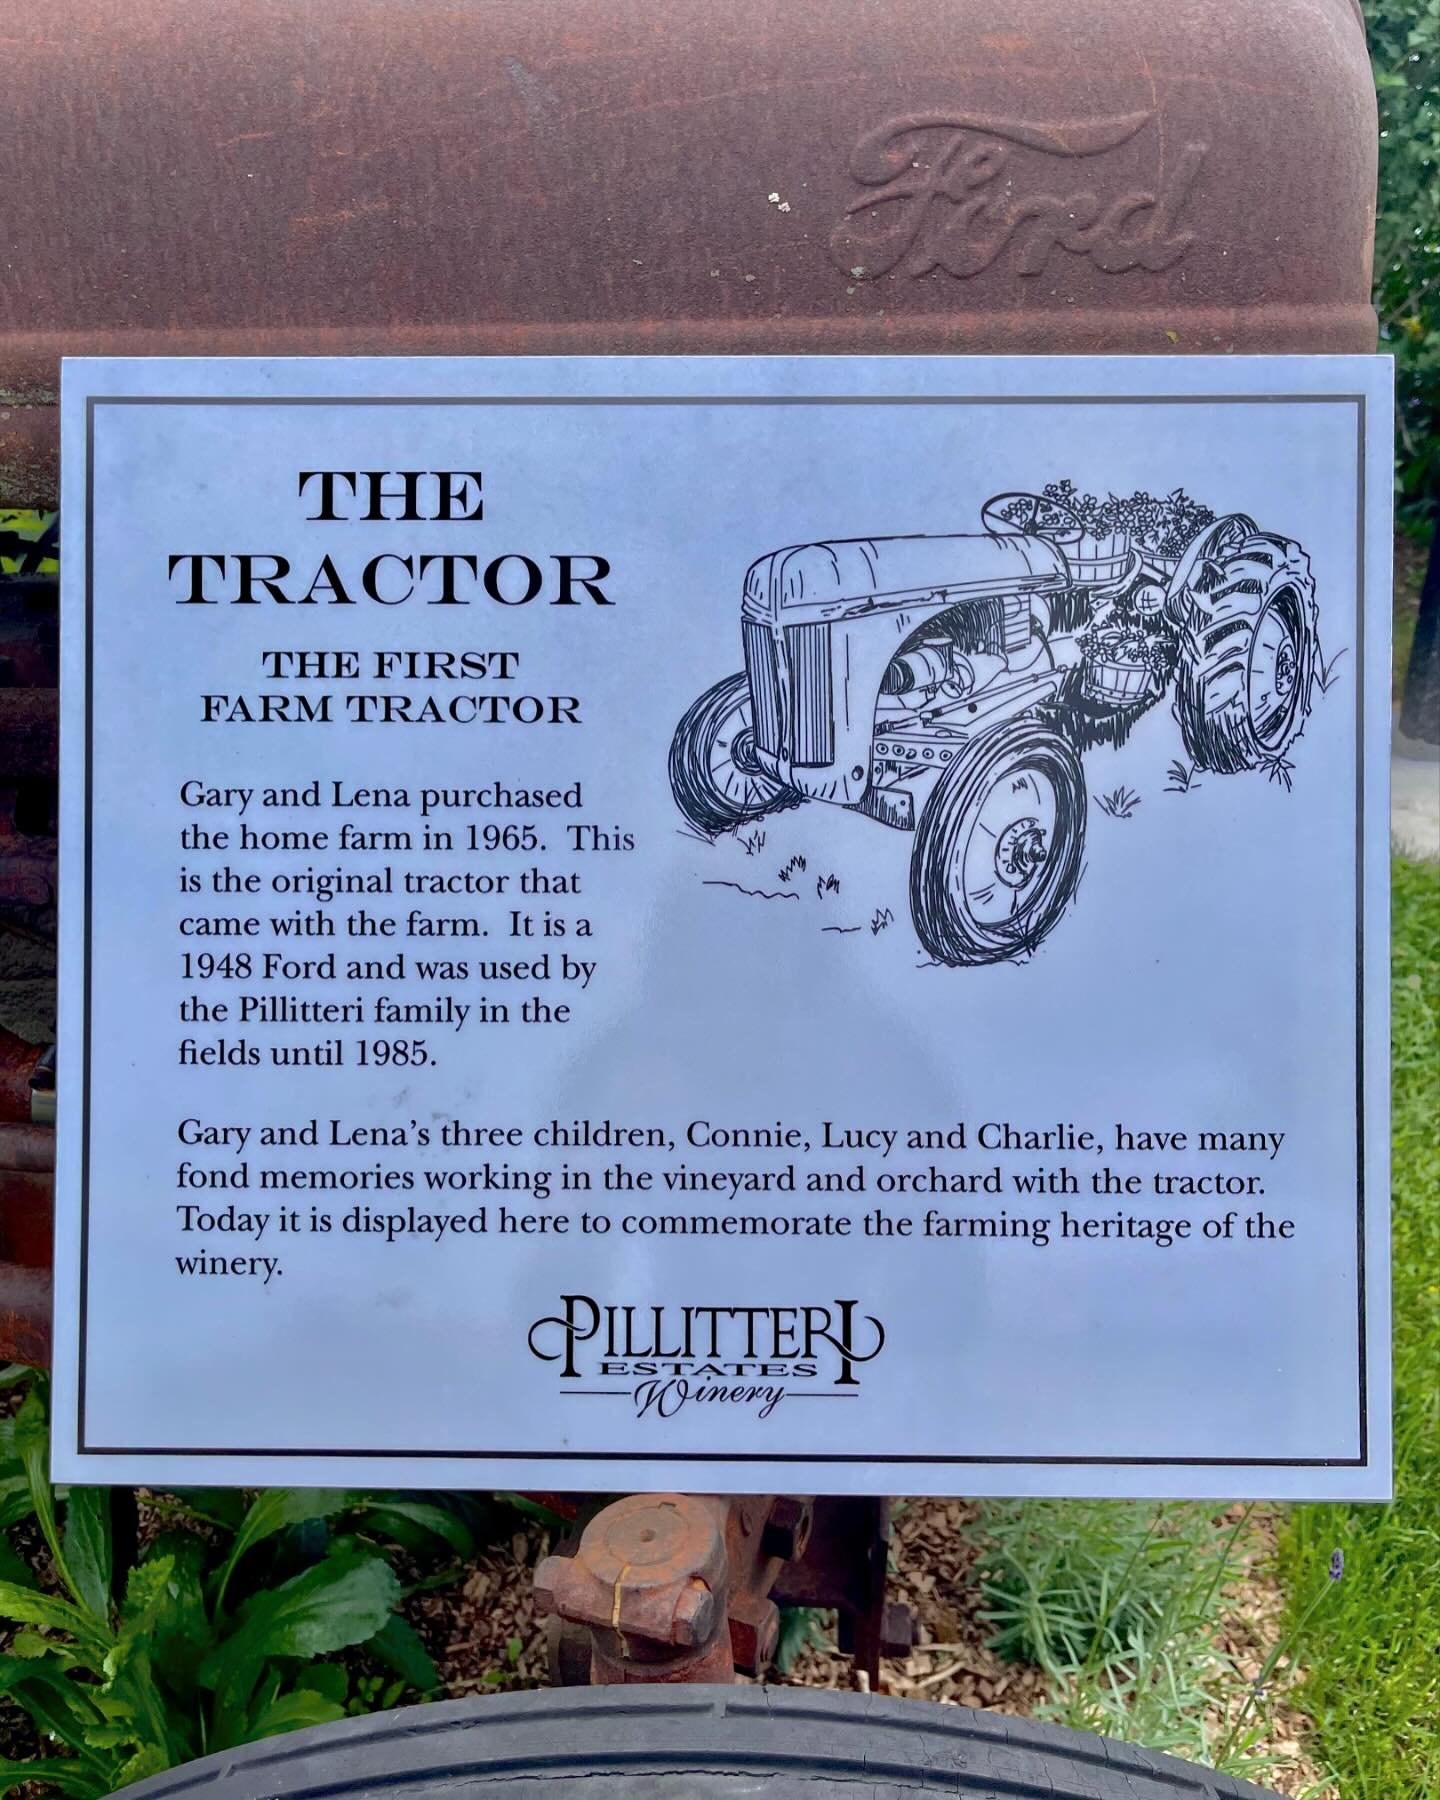 Ford
THE
TRACTOR
THE FIRST
FARM TRACTOR
Gary and Lena purchased
the home farm in 1965.  This
is the original tractor that
came with the farm.  It is a
1948 Ford and was used by
the Pillitteri family in the
fields until 1985.
Gary and Lena’s three children, Connie, Lucy and Charlie, have many
fond memories working in the vineyard and orchard with the tractor.
Today it is displayed here to commemorate the farming heritage of the
winery.
PILLITTERI
ESTATES
Winery